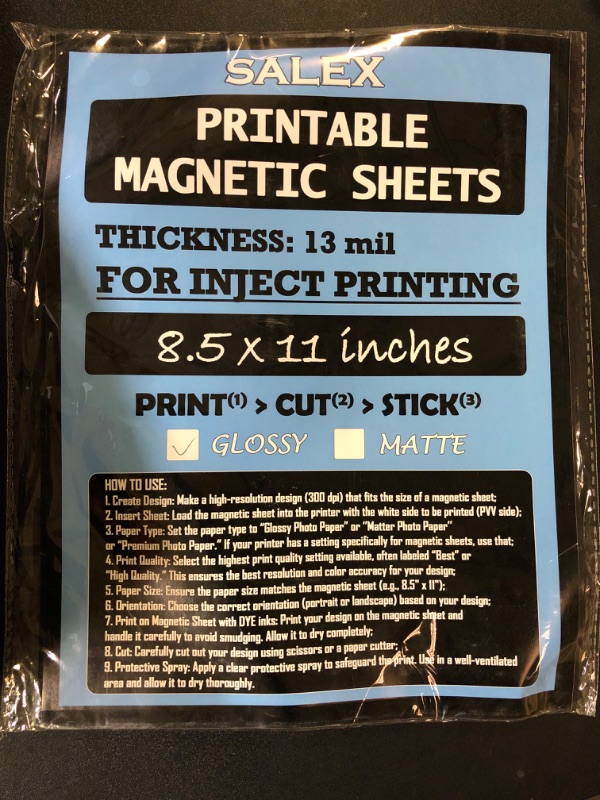 SALEX
PRINTABLE
MAGNETIC SHEETS
THICKNESS: 13 mil
FOR INJECT PRINTING
8.5 X 11 inches
PRINT(1) > CUT(2) > STICK(3)
GLOSSY MATTE
HOW TO USE:
1. Create Design: Make a high-resolution design (300 dpi) that fits the size of a magnetic sheet;
2. Insert Sheet: Load the magnetic sheet into the printer with the white side to be printed (PVV side);
3. Paper Type: Set the paper type to "Glossy Photo Paper" or "Matter Photo Paper"
or "Premium Photo Paper." If your printer has a setting specifically for magnetic sheets, use that;
4. Print Quality: Select the highest print quality setting available, often labeled "Best" or
"High Quality." This ensures the best resolution and color accuracy for your design;
5. Paper Size: Ensure the paper size matches the magnetic sheet (e.g., 8.5" x 11");
6. Orientation: Choose the correct orientation (portrait or landscape) based on your design;
7. Print on Magnetic Sheet with DYE inks: Print your design on the magnetic sheet and
handle it carefully to avoid smudging. Allow it to dry completely;
8. Cut: Carefully cut out your design using scissors or a paper cutter;
9. Protective Spray: Apply a clear protective spray to safeguard the print. Use in a well-ventilated
area and allow it to dry thoroughly.